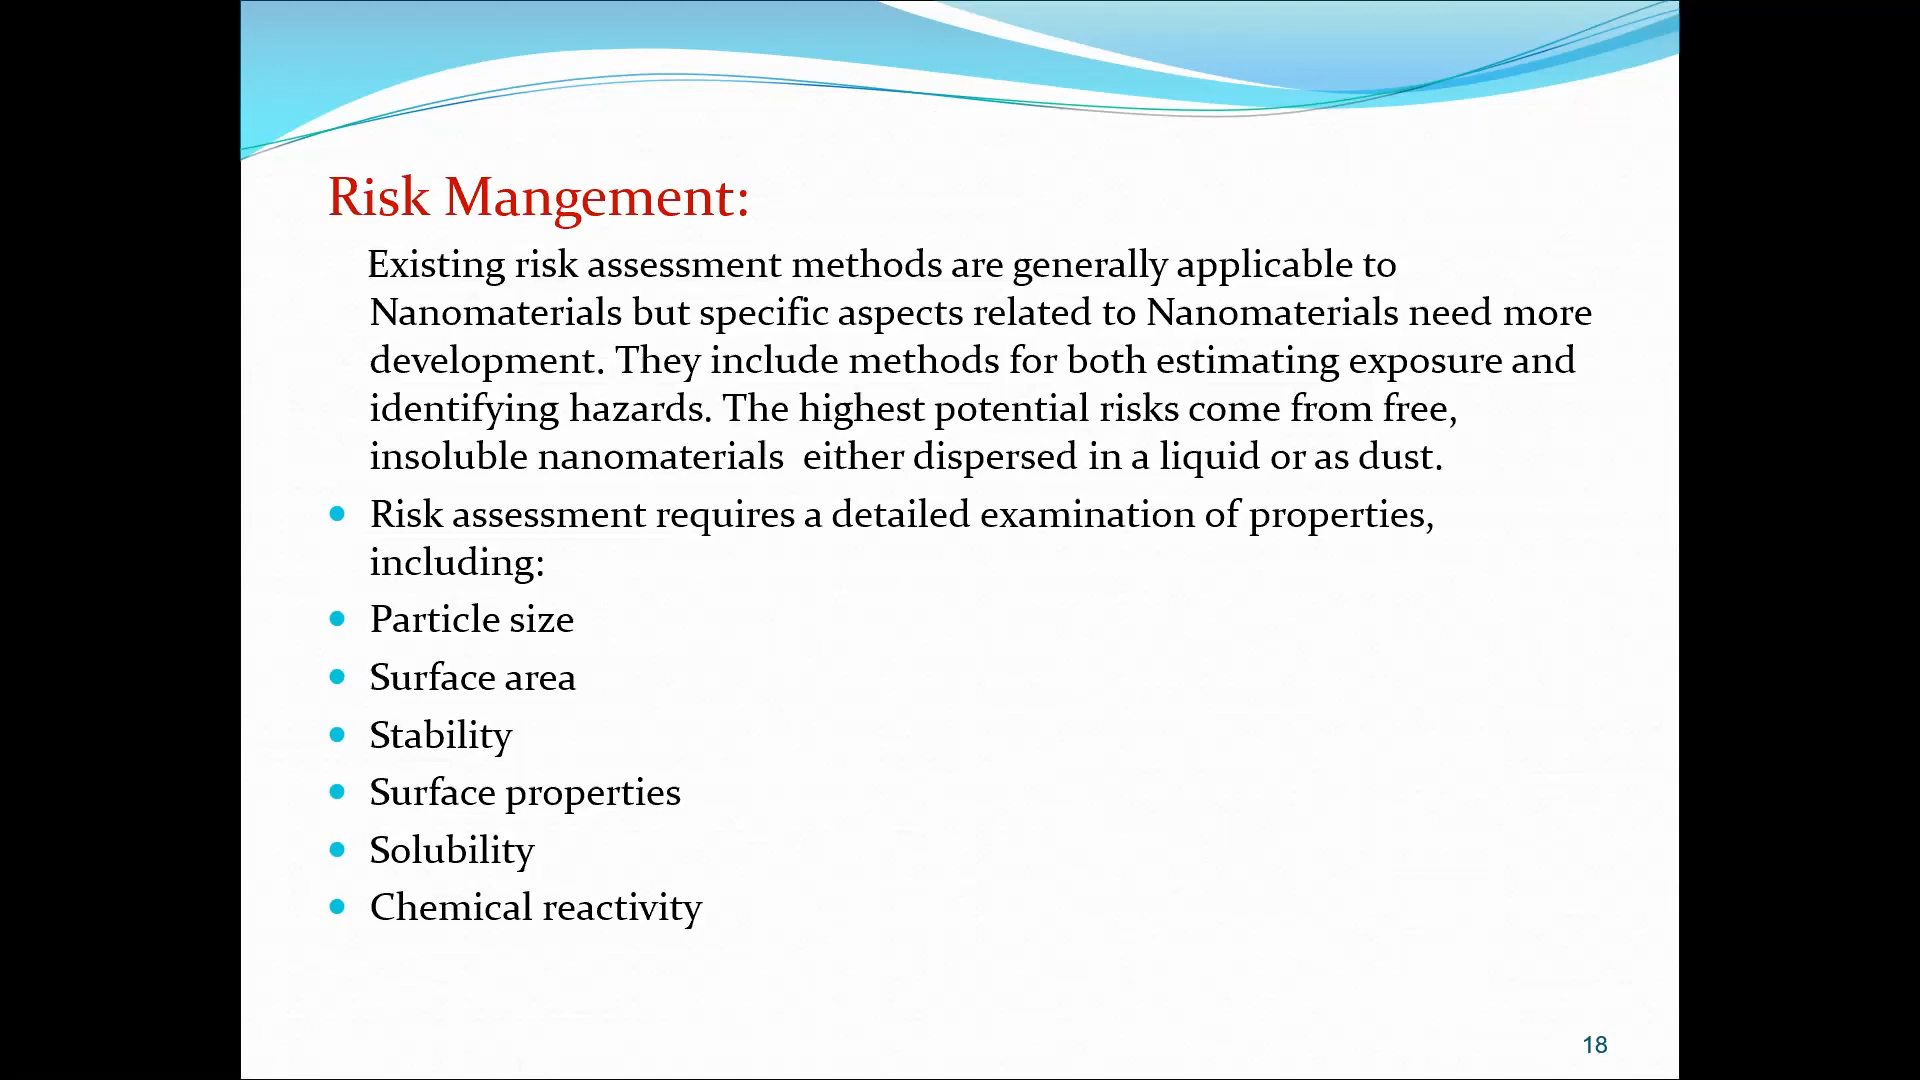 Risk Mangement:
Existing risk assessment methods are generally applicable to
Nanomaterials but specific aspects related to Nanomaterials need more
development. They include methods for both estimating exposure and
identifying hazards. The highest potential risks come from free,
insoluble nanomaterials  either dispersed in a liquid or as dust.
• Risk assessment requires a detailed examination of properties,
including:
• Particle size
• Surface area
• Stability
• Surface properties
• Solubility
• Chemical reactivity
18